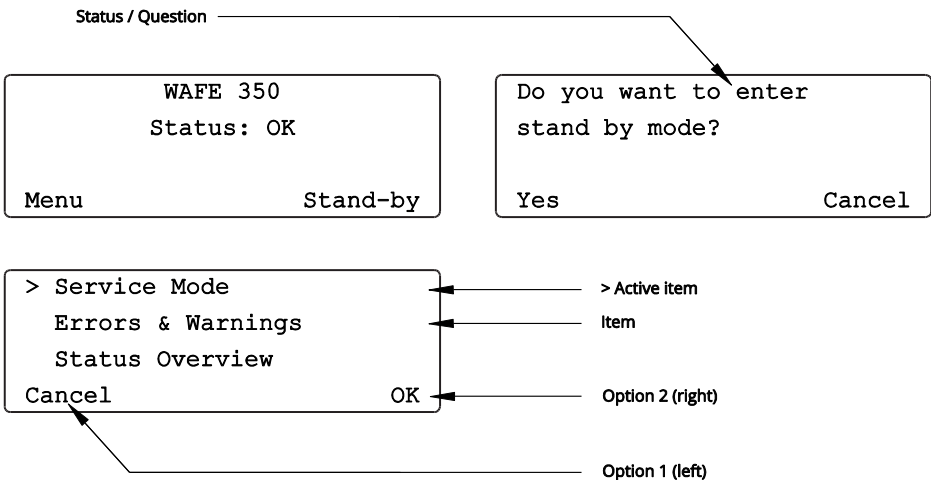 Status / Question
WAFE 350
Status: OK
Menu Stand-by
Do you want to enter
stand by mode?
Yes Cancel
> Service Mode
Errors & Warnings
Status Overview
Cancel OK
> Active item
Item
Option 2 (right)
Option 1 (left)